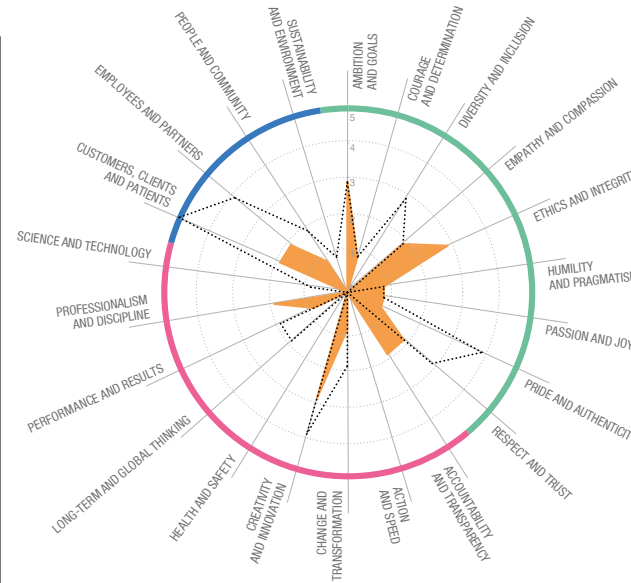 AMBITION
AND GOALS
COURAGE
AND DETERMINATION
DIVERSITY AND INCLUSION
EMPATHY AND COMPASSION
ETHICS AND INTEGRIT
HUMILITY
AND PRAGMATISM
PASSION AND JOY
PRIDE AND AUTHENTICIT
RESPECT AND TRUST
ACCOUNTABILITY
AND TRANSPARENCY
ACTION
AND SPEED
CHANGE AND
TRANSFORMATION
CREATIVITY
AND INNOVATION
HEALTH AND SAFETY
LONG-TERM AND GLOBAL THINKING
PERFORMANCE AND RESULTS
PROFESSIONALISM
AND DISCIPLINE
SCIENCE AND TECHNOLOGY
CUSTOMERS, CLIENTS
AND PATIENTS
EMPLOYEES AND PARTNERS
PEOPLE AND COMMUNITY
SUSTAINABILITY
AND ENVIRONMENT
5
4
3